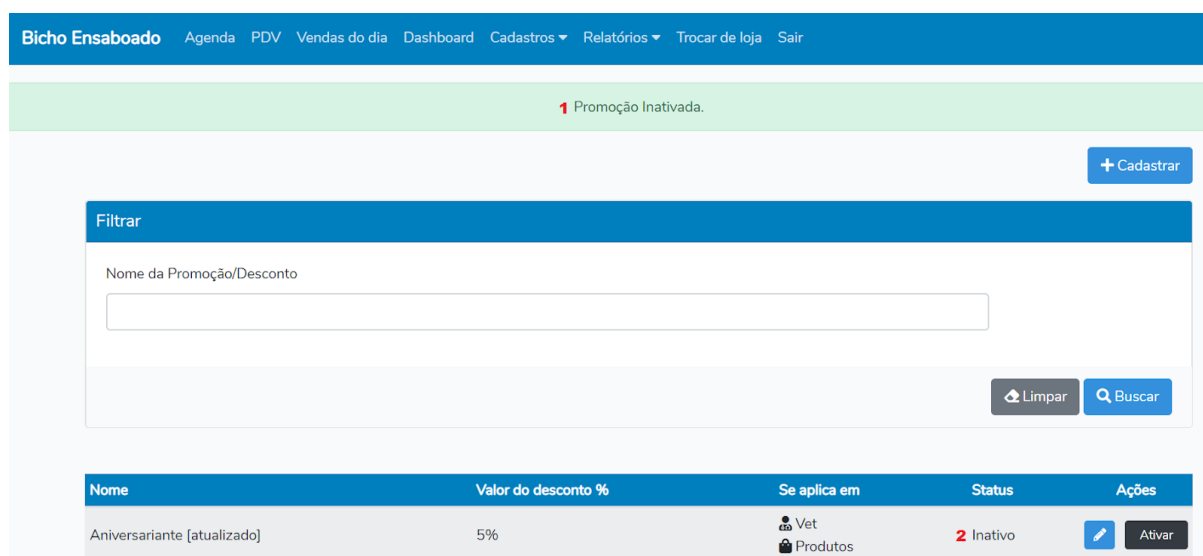 Bicho Ensaboado Agenda PDV Vendas do dia Dashboard Cadastros Relatórios Trocar de loja Sair
1 Promoção Inativada.
+ Cadastrar
Filtrar
Nome da Promoção/Desconto
Limpar Buscar
Nome Valor do desconto % Se aplica em Status Ações
Aniversariante [atualizado] 5% Vet 2 Inativo Ativar
Produtos